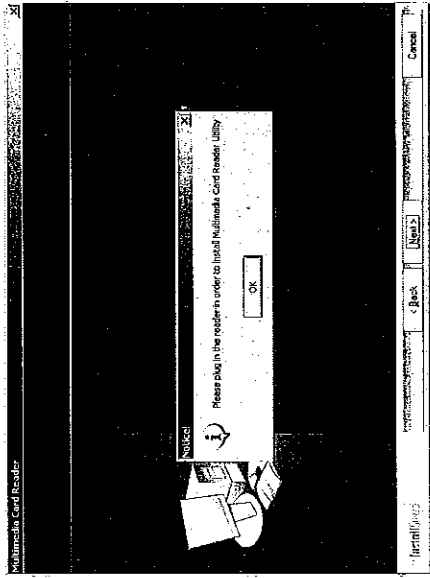 Multimedia Card Reader
Notice!
Please plug in the reader in order to install Multimedia Card Reader Utility
OK
InstallShield
< Back
Next >
Cancel